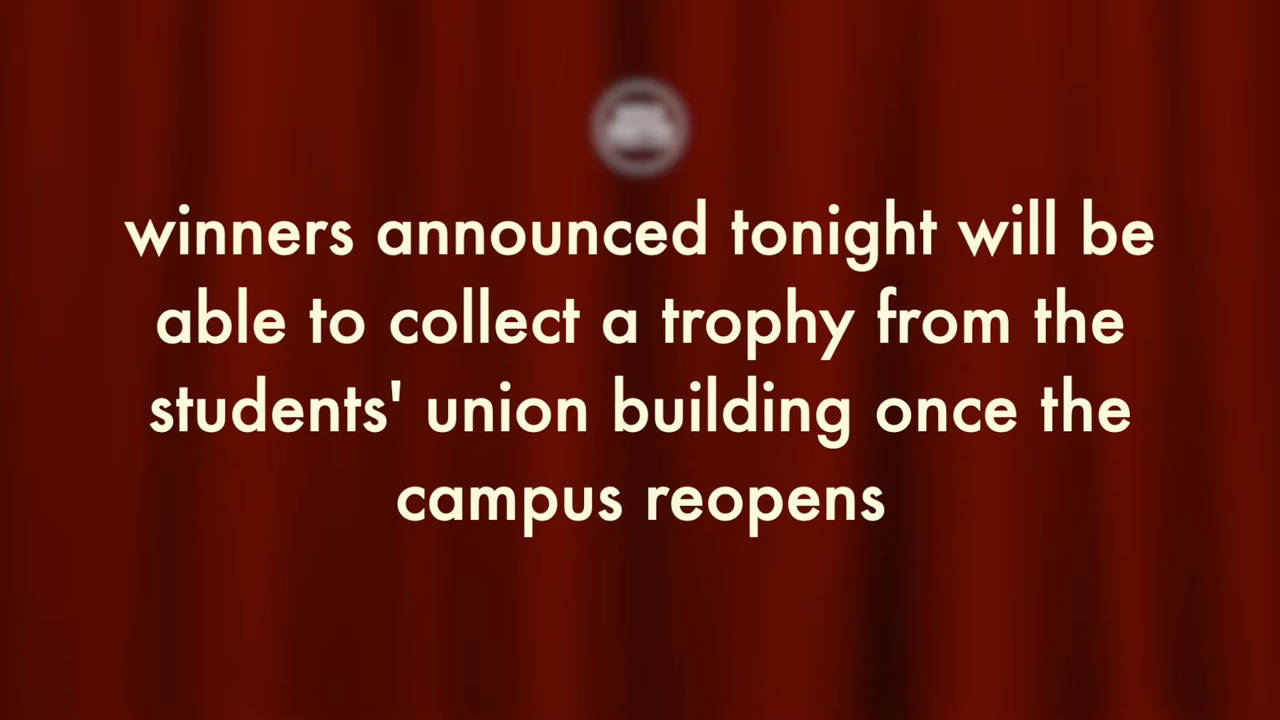 winners announced tonight will be
able to collect a trophy from the
students' union building once the
campus reopens